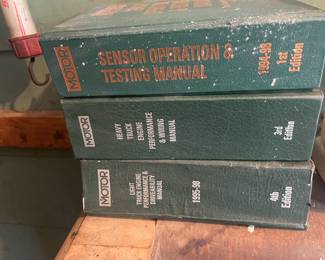 MOTOR
SENSOR OPERATION &
TESTING MANUAL
1994-98
1st
Edition
MOTOR
HEAVY
TRUCK
ENGINE
PERFORMANCE
& WIRING
MANUAL
3rd
Edition
MOTOR
LIGHT
TRUCK ENGINE
PERFORMANCE &
DRIVEABILITY
MANUAL
1995-98
4th
Edition